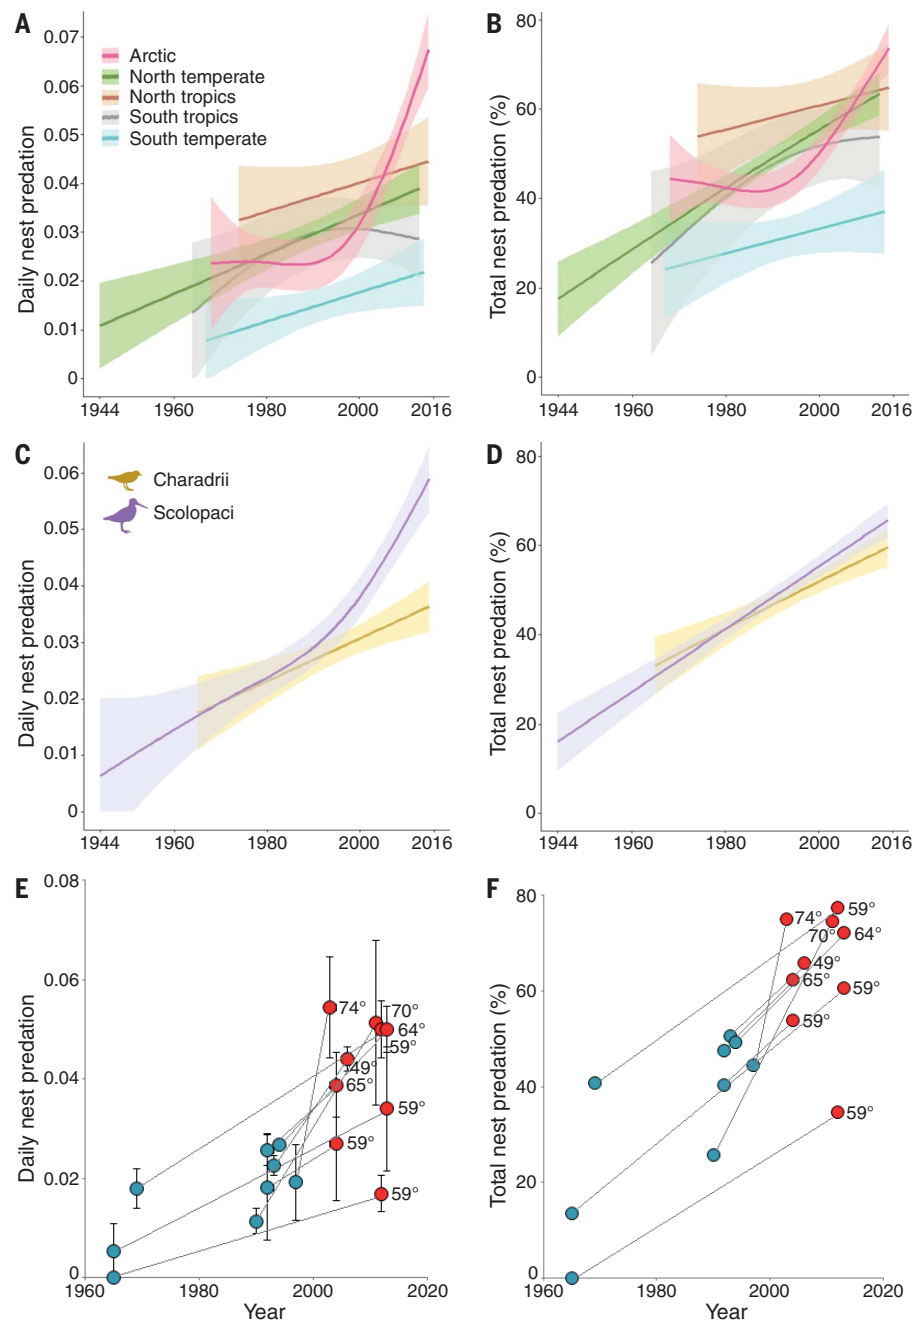 A
Daily nest predation
0.07
0.06
0.05
0.04
0.03
0.02
0.01
0
Arctic
North temperate
North tropics
South tropics
South temperate
1944 1960 1980 2000 2016
B
Total nest predation (%)
80
60
40
20
0
1944 1960 1980 2000 2016
C
Daily nest predation
0.06
0.05
0.04
0.03
0.02
0.01
0
Charadrii
Scolopaci
1944 1960 1980 2000 2016
D
Total nest predation (%)
80
60
40
20
0
1944 1960 1980 2000 2016
E
Daily nest predation
0.08
0.06
0.04
0.02
0
74°
70°
64°
59°
49°
65°
59°
59°
59°
1960 1980 2000 2020
Year
F
Total nest predation (%)
80
60
40
20
0
59°
74°
70°
64°
49°
65°
59°
59°
59°
1960 1980 2000 2020
Year